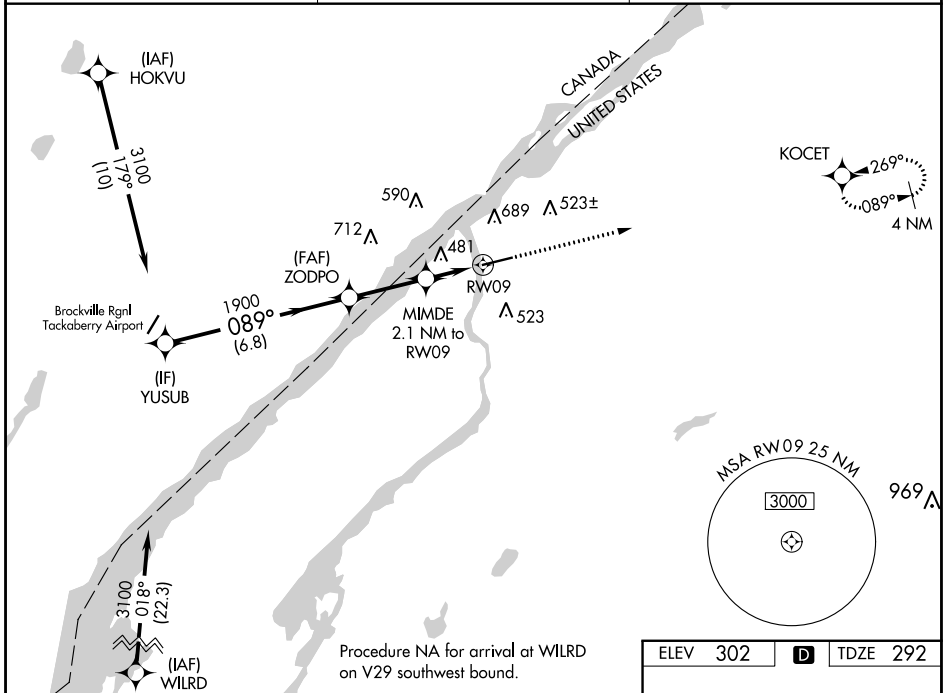 (IAF)
HOKVU
3100
179°
(10)
CANADA
UNITED STATES
KOCET
269°
089°
4 NM
590
689
523±
712
481
(FAF)
ZODPO
RW09
1900
089°
(6.8)
Brockville Rgnl
Tackaberry Airport
MIMDE
2.1 NM to
RW09
523
(IF)
YUSUB
MSA RW09 25 NM
3000
969
3100
018°
(22.3)
(IAF)
WILRD
Procedure NA for arrival at WILRD
on V29 southwest bound.
ELEV 302 D TDZE 292